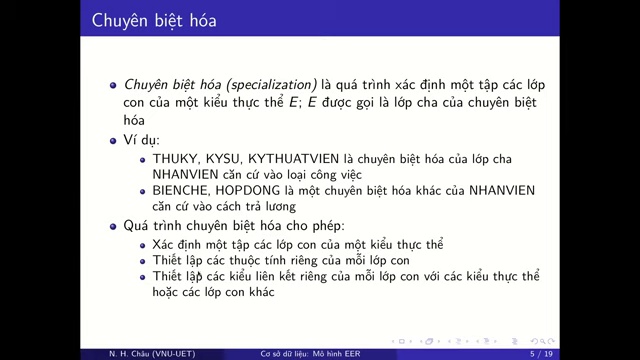 Chuyên biệt hóa
Chuyên biệt hóa (specialization) là quá trình xác định một tập các lớp
con của một kiểu thực thể E; E được gọi là lớp cha của chuyên biệt
hóa
Ví dụ:
THUKY, KYSU, KYTHUATVIEN là chuyên biệt hóa của lớp cha
NHANVIEN căn cứ vào loại công việc
BIENCHE, HOPDONG là một chuyên biệt hóa khác của NHANVIEN
căn cứ vào cách trả lương
Quá trình chuyên biệt hóa cho phép:
Xác định một tập các lớp con của một kiểu thực thể
Thiết lập các thuộc tính riêng của mỗi lớp con
Thiết lập các kiểu liên kết riêng của mỗi lớp con với các kiểu thực thể
hoặc các lớp con khác
N. H. Châu (VNU-UET) Cơ sở dữ liệu: Mô hình EER 5 / 19